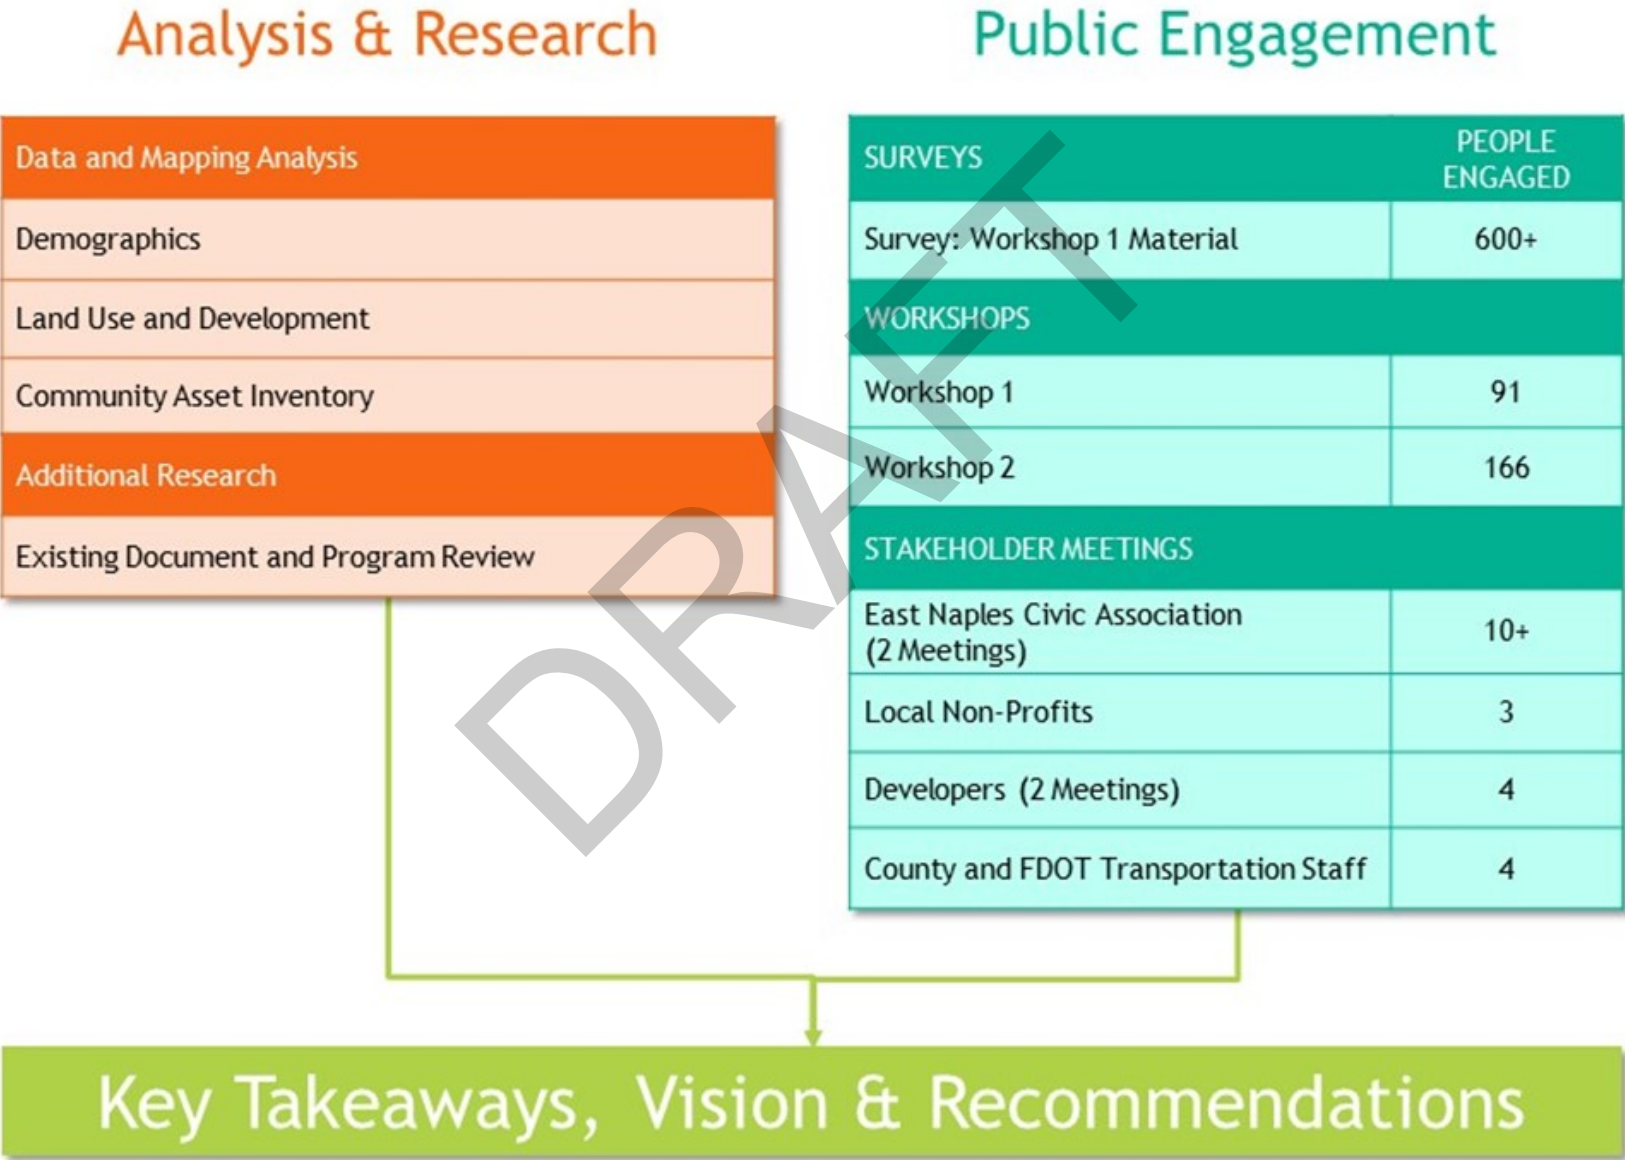 Analysis & Research
Data and Mapping Analysis
Demographics
Land Use and Development
Community Asset Inventory
Additional Research
Existing Document and Program Review
Public Engagement
SURVEYS
PEOPLE
ENGAGED
Survey: Workshop 1 Material
600+
WORKSHOPS
Workshop 1
91
Workshop 2
166
STAKEHOLDER MEETINGS
East Naples Civic Association
(2 Meetings)
10+
Local Non-Profits
3
Developers (2 Meetings)
4
County and FDOT Transportation Staff
4
DRAFT
Key Takeaways, Vision & Recommendations